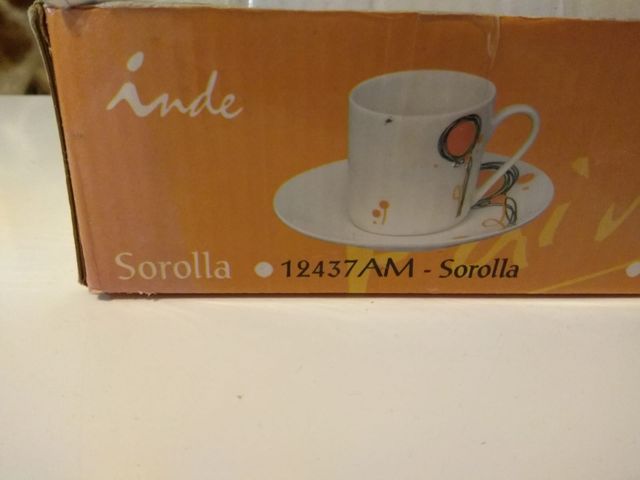 inde
Sorolla • 12437AM - Sorolla